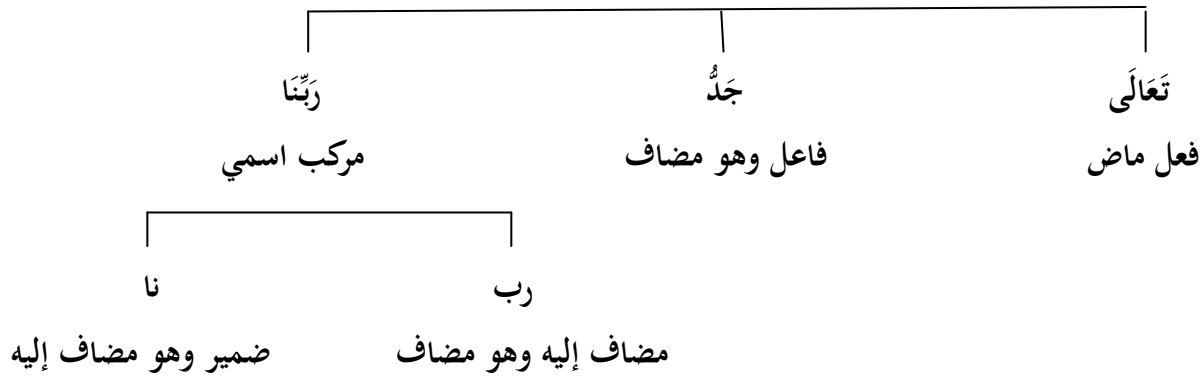 تَعَالَى جَدُّ رَبِّنَا
فعل ماض فاعل وهو مضاف مركب اسمي
رب نا
مضاف إليه وهو مضاف ضمير وهو مضاف إليه